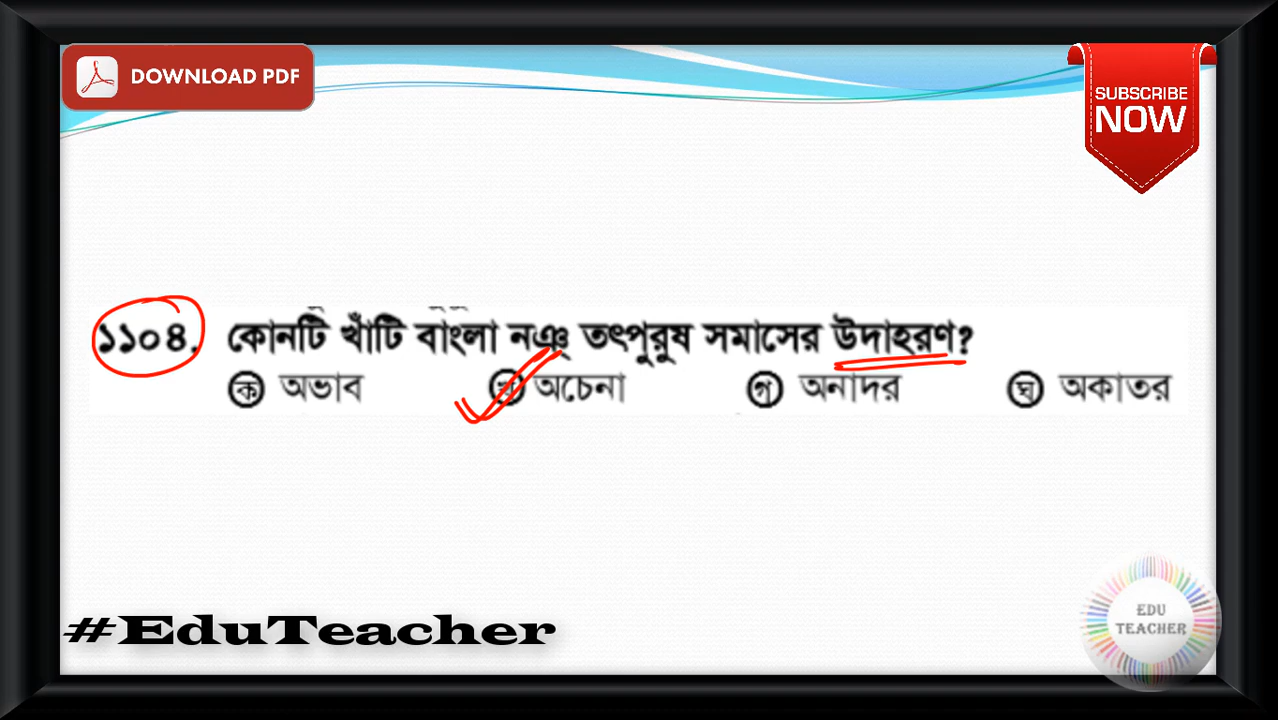 DOWNLOAD PDF
SUBSCRIBE
NOW
১১০৪. কোনটি খাঁটি বাংলা নঞ্ তৎপুরুষ সমাসের উদাহরণ?
ক অভাব খ অচেনা গ অনাদর ঘ অকাতর
#EduTeacher
EDU
TEACHER